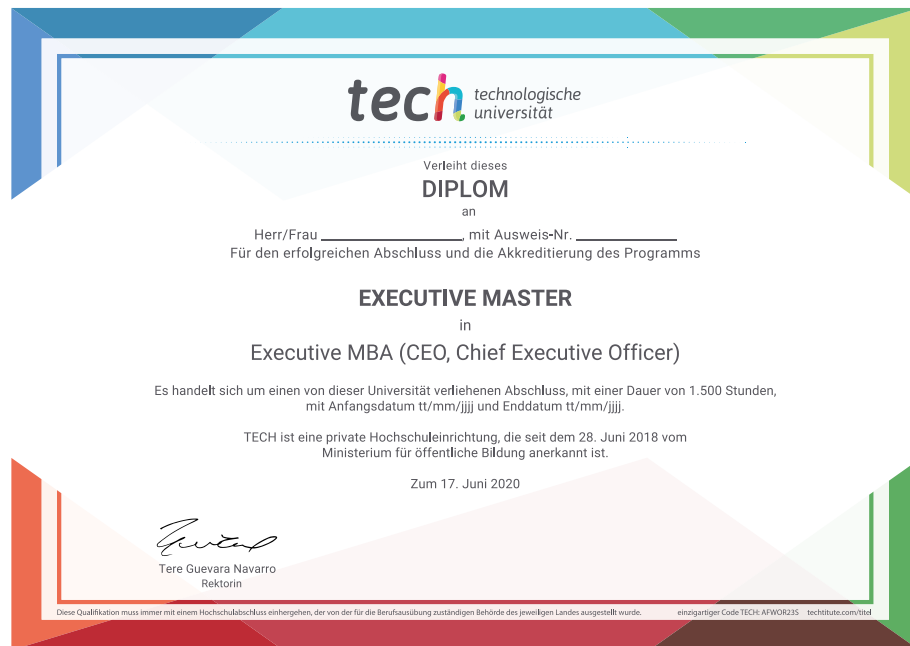 tech technologische
universität
Verleiht dieses
DIPLOM
an
Herr/Frau ____________, mit Ausweis-Nr. ____________
Für den erfolgreichen Abschluss und die Akkreditierung des Programms
EXECUTIVE MASTER
in
Executive MBA (CEO, Chief Executive Officer)
Es handelt sich um einen von dieser Universität verliehenen Abschluss, mit einer Dauer von 1.500 Stunden,
mit Anfangsdatum tt/mm/jjjj und Enddatum tt/mm/jjjj.
TECH ist eine private Hochschuleinrichtung, die seit dem 28. Juni 2018 vom
Ministerium für öffentliche Bildung anerkannt ist.
Zum 17. Juni 2020
Tere Guevara Navarro
Rektorin
Diese Qualifikation muss immer mit einem Hochschulabschluss einhergehen, der von der für die Berufsausübung zuständigen Behörde des jeweiligen Landes ausgestellt wurde. einzigartiger Code TECH: AFWOR23S techtitute.com/titel